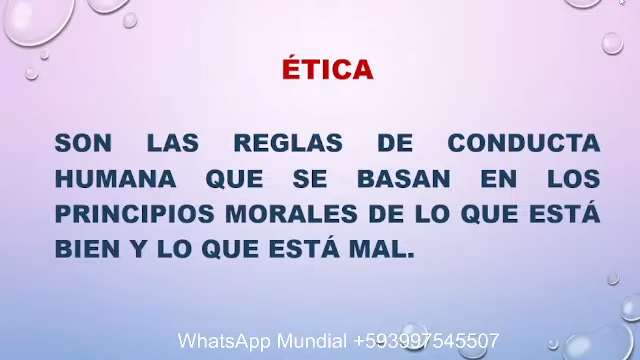 ÉTICA
SON LAS REGLAS DE CONDUCTA
HUMANA QUE SE BASAN EN LOS
PRINCIPIOS MORALES DE LO QUE ESTÁ
BIEN Y LO QUE ESTÁ MAL.
WhatsApp Mundial +593997545507